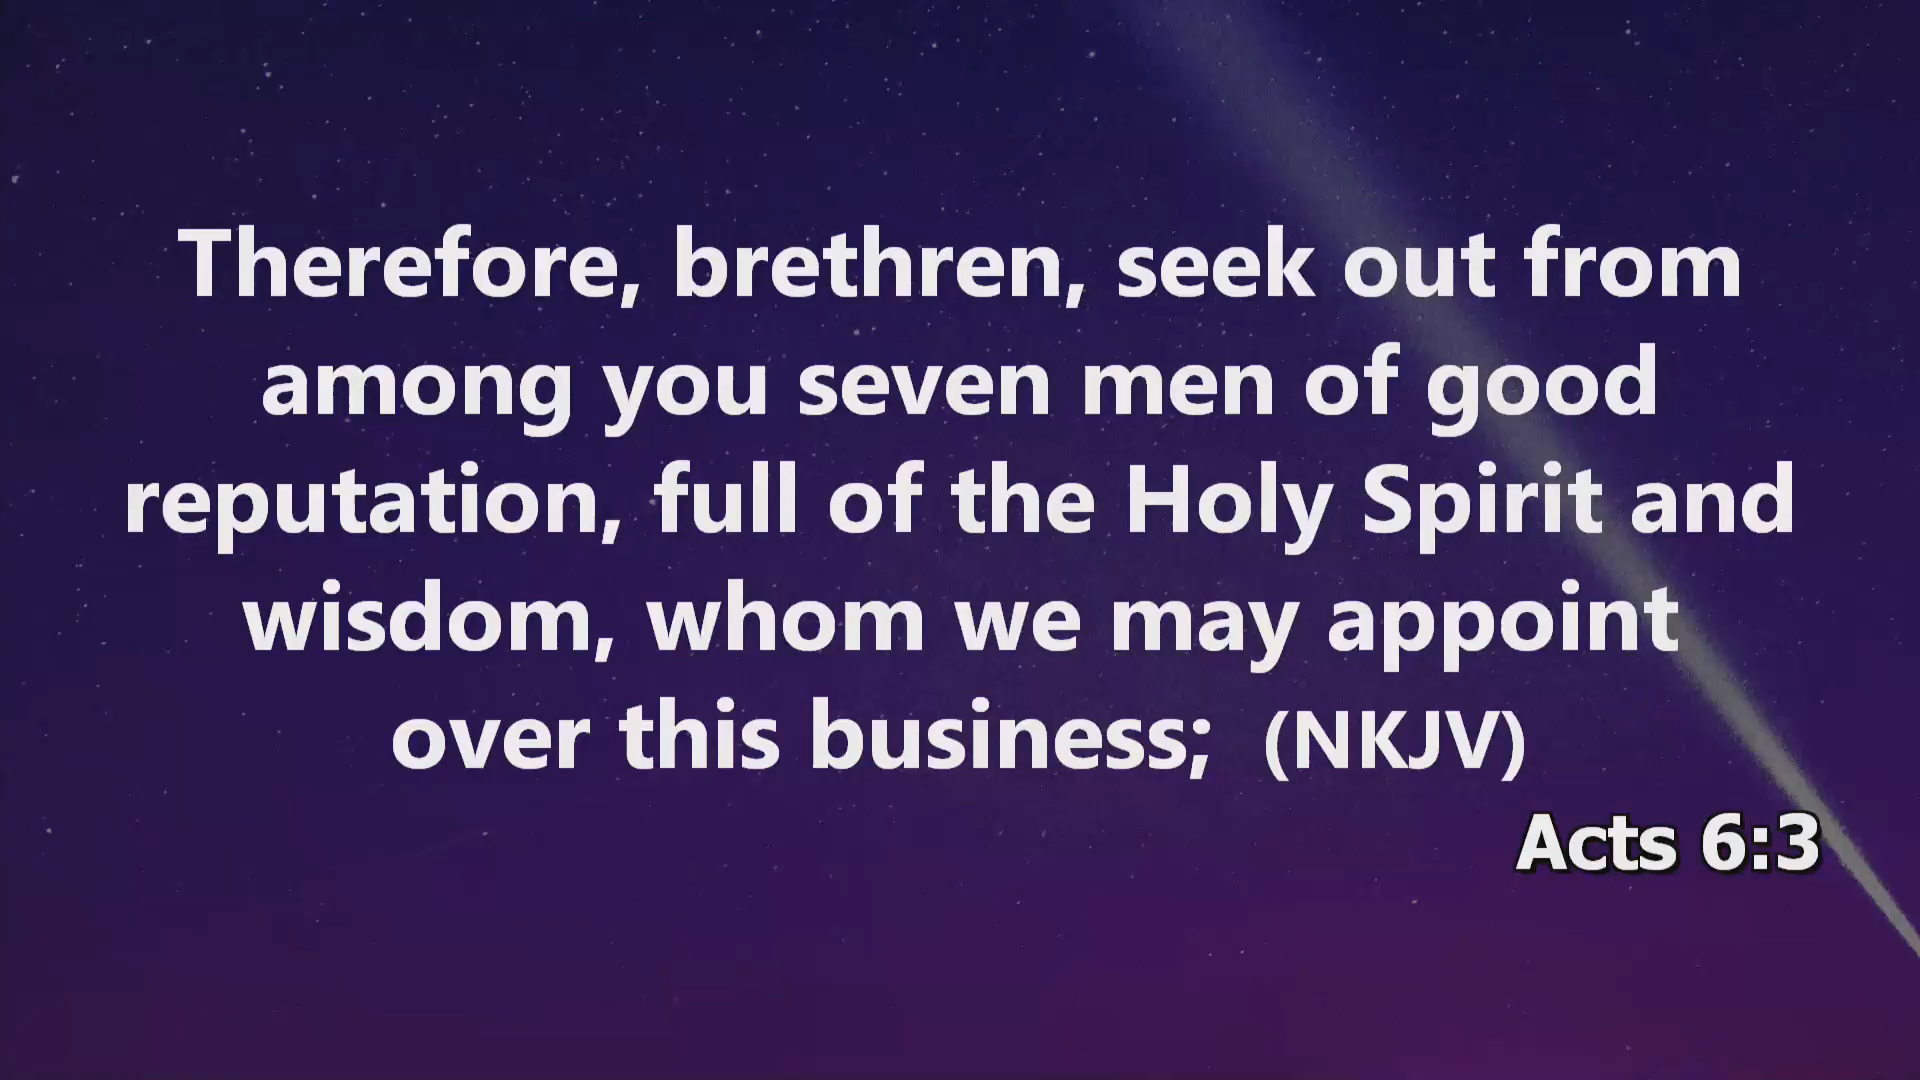 Therefore, brethren, seek out from
among you seven men of good
reputation, full of the Holy Spirit and
wisdom, whom we may appoint
over this business; (NKJV)
Acts 6:3